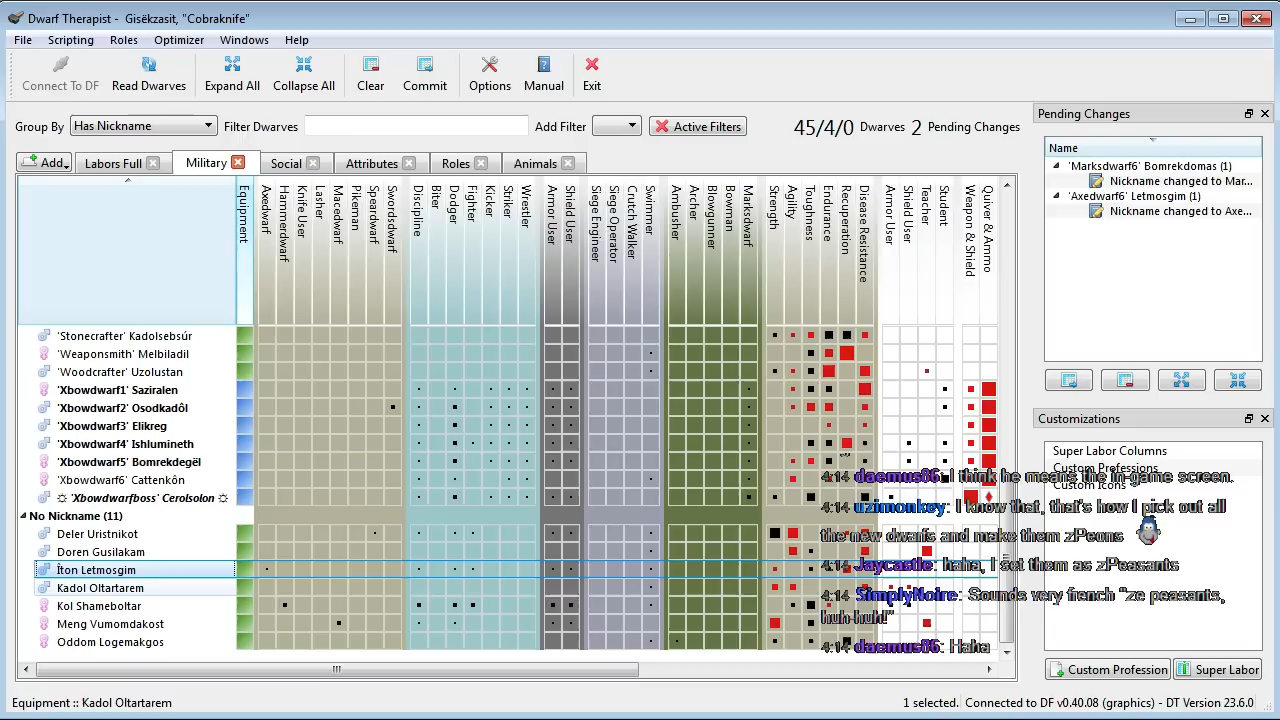 Dwarf Therapist - Gisëkzasit, "Cobraknife"
File Scripting Roles Optimizer Windows Help
Connect To DF Read Dwarves Expand All Collapse All Clear Commit Options Manual Exit
Group By Has Nickname Filter Dwarves Add Filter Active Filters 45/4/0 Dwarves 2 Pending Changes
Add Labors Full Military Social Attributes Roles Animals
Equipment
Axedwarf
Hammerdwarf
Knife User
Lasher
Macedwarf
Pikeman
Speardwarf
Swordsdwarf
Discipline
Biter
Dodger
Fighter
Kicker
Striker
Wrestler
Armor User
Shield User
Siege Engineer
Siege Operator
Crutch Walker
Swimmer
Ambusher
Archer
Blowgunner
Bowman
Marksdwarf
Strength
Agility
Toughness
Endurance
Recuperation
Disease Resistance
Armor User
Shield User
Teacher
Student
Weapon & Shield
Quiver & Ammo
'Stonecrafter' Kadolsebsúr
'Weaponsmith' Melbiladil
'Woodcrafter' Uzolustan
'Xbowdwarf1' Saziralen
'Xbowdwarf2' Osodkadôl
'Xbowdwarf3' Elikreg
'Xbowdwarf4' Ishlumineth
'Xbowdwarf5' Bomrekdegël
'Xbowdwarf6' Cattenkôn
'Xbowdwarfboss' Cerolsolon
No Nickname (11)
Deler Uristnikot
Doren Gusilakam
Îton Letmosgim
Kadol Oltartarem
Kol Shameboltar
Meng Vumomdakost
Oddom Logemakgos
Pending Changes
Name
'Marksdwarf6' Bomrekdomas (1)
Nickname changed to Mar...
'Axedwarf6' Letmosgim (1)
Nickname changed to Axe...
Customizations
Super Labor Columns
Custom Professions
Custom Icons
4:14 daemus86: I think he means the in-game screen.
4:14 uzimonkey: I know that, that's how I pick out all
the new dwarfs and make them zPeons
4:14 Jaycastle: haha, I set them as zPeasants
4:14 SimplyNoire: Sounds very french "ze peasants,
huh-huh!"
4:14 daemus86: Haha
Custom Profession Super Labor
Equipment :: Kadol Oltartarem
1 selected. Connected to DF v0.40.08 (graphics) - DT Version 23.6.0